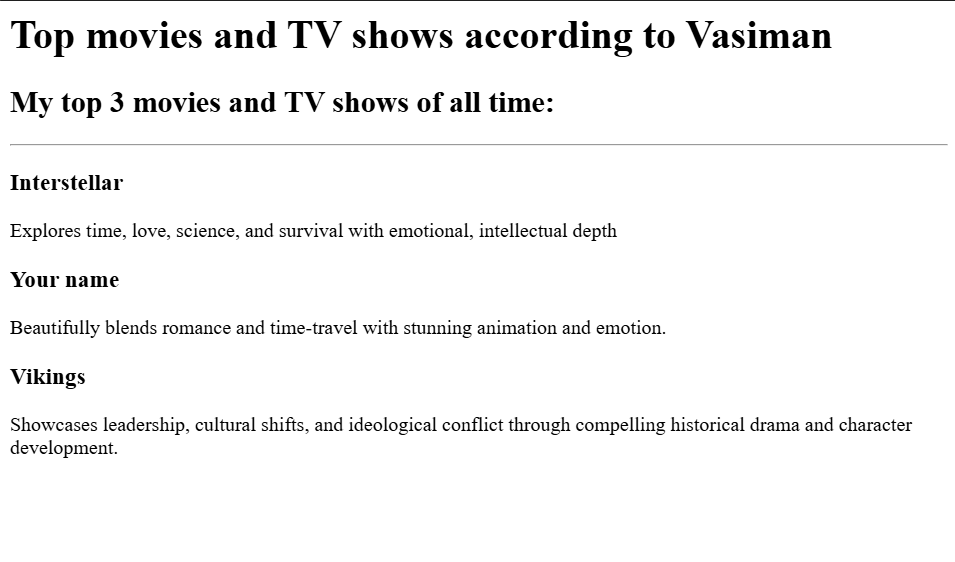 Top movies and TV shows according to Vasiman
My top 3 movies and TV shows of all time:
Interstellar
Explores time, love, science, and survival with emotional, intellectual depth
Your name
Beautifully blends romance and time-travel with stunning animation and emotion.
Vikings
Showcases leadership, cultural shifts, and ideological conflict through compelling historical drama and character
development.